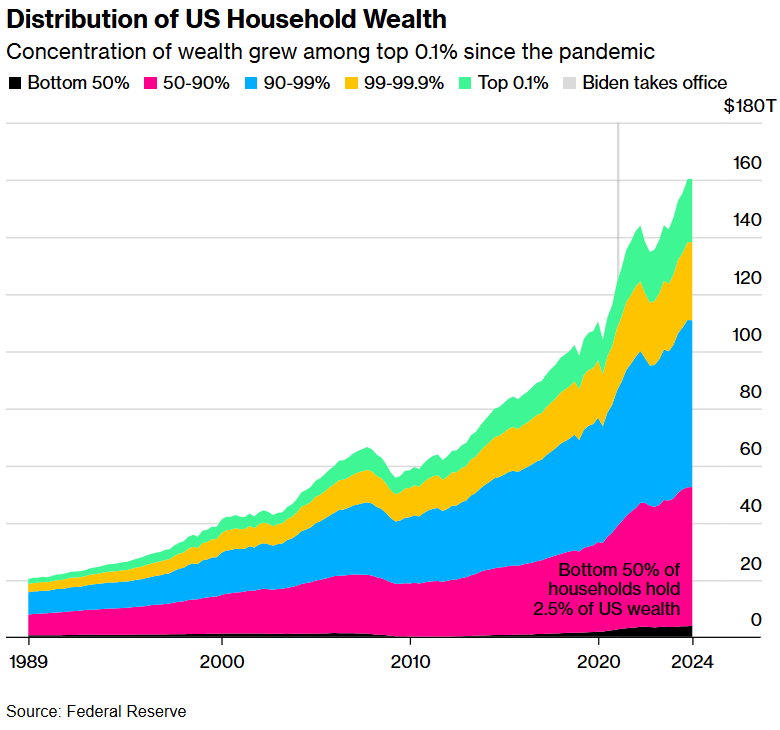 Distribution of US Household Wealth
Concentration of wealth grew among top 0.1% since the pandemic
Bottom 50% 50-90% 90-99% 99-99.9% Top 0.1% Biden takes office
$180T
160
140
120
100
80
60
40
20
0
Bottom 50% of
households hold
2.5% of US wealth
1989 2000 2010 2020 2024
Source: Federal Reserve